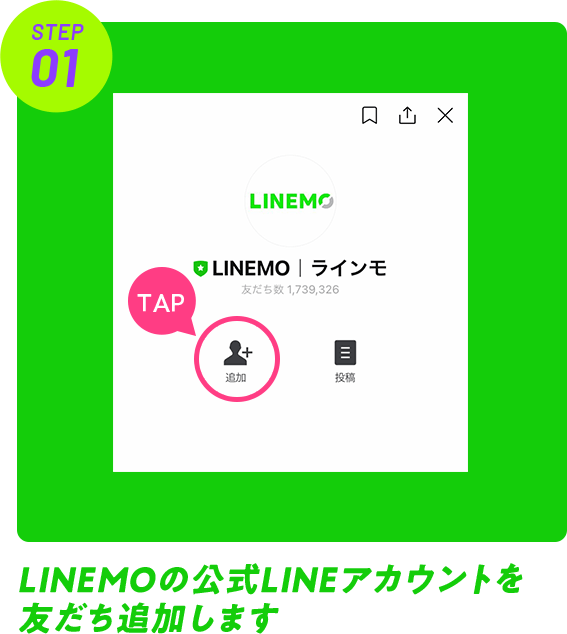 STEP
01
LINEMO
LINEMO｜ラインモ
友だち数 1,739,326
TAP
追加
投稿
LINEMOの公式LINEアカウントを
友だち追加します